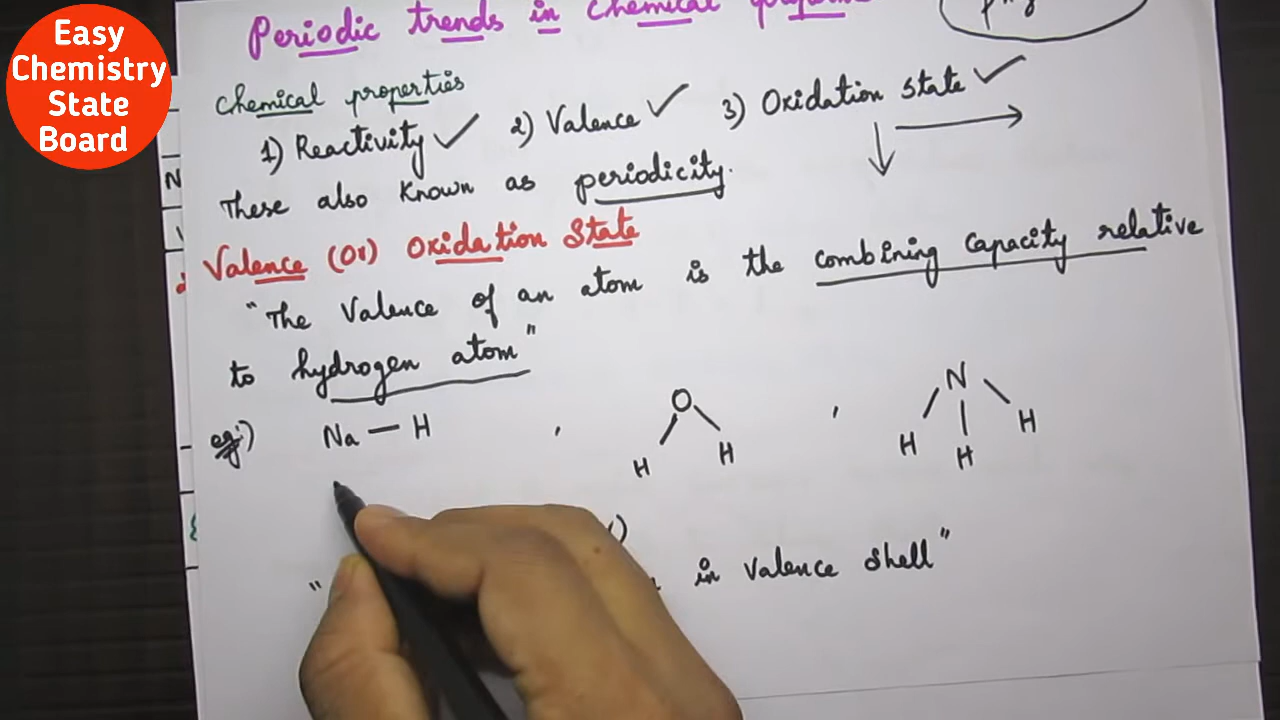 Easy
Chemistry
State
Board
Periodic trends in chemical
Chemical properties
1) Reactivity ✓ 2) Valence ✓ 3) Oxidation state ✓
These also known as periodicity.
Valence (Or) Oxidation State
"The Valence of an atom is the combining capacity relative
to hydrogen atom"
eg:) Na — H , O H H , N H H H
" in valence shell"